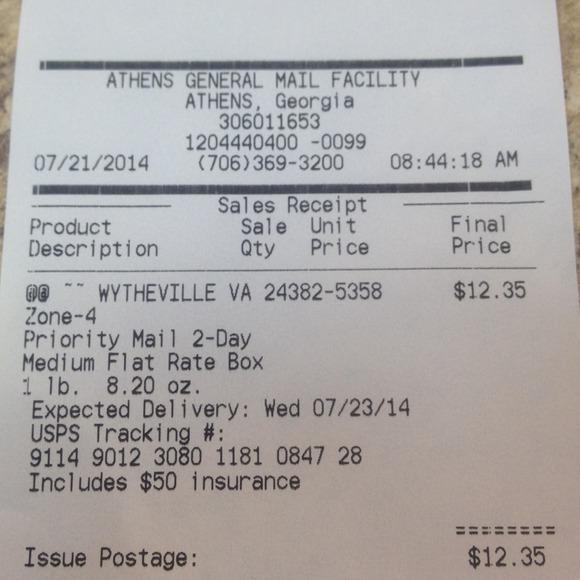 ATHENS GENERAL MAIL FACILITY
ATHENS, Georgia
306011653
1204440400 -0099
07/21/2014 (706)369-3200 08:44:18 AM
Sales Receipt
Product Sale Unit Final
Description Qty Price Price
@@ ~~ WYTHEVILLE VA 24382-5358 $12.35
Zone-4
Priority Mail 2-Day
Medium Flat Rate Box
1 lb. 8.20 oz.
Expected Delivery: Wed 07/23/14
USPS Tracking #:
9114 9012 3080 1181 0847 28
Includes $50 insurance
========
Issue Postage: $12.35